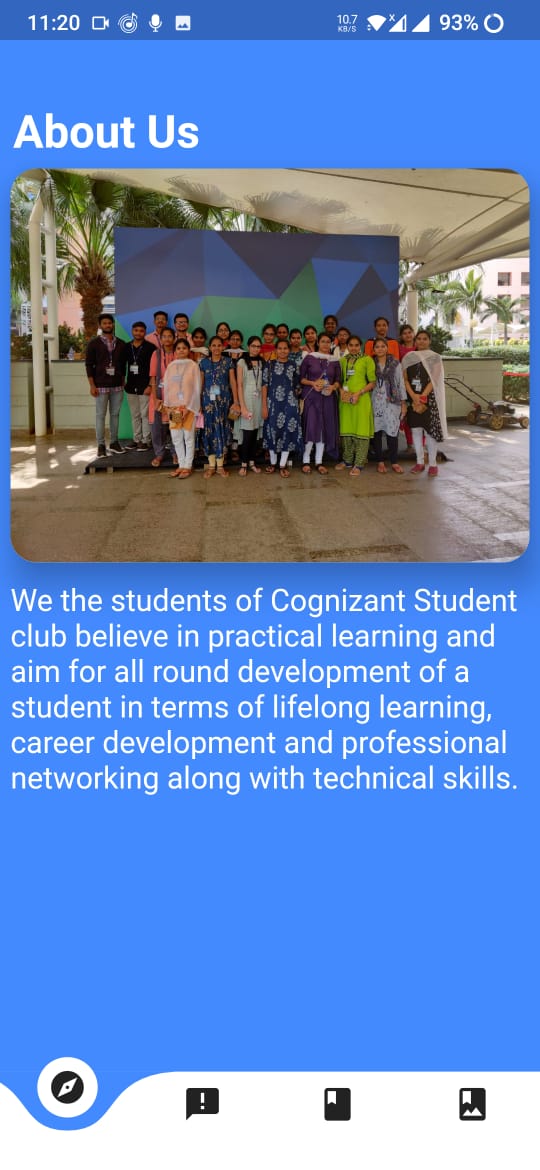 11:20
10.7
KB/S
X
93%
About Us
We the students of Cognizant Student
club believe in practical learning and
aim for all round development of a
student in terms of lifelong learning,
career development and professional
networking along with technical skills.